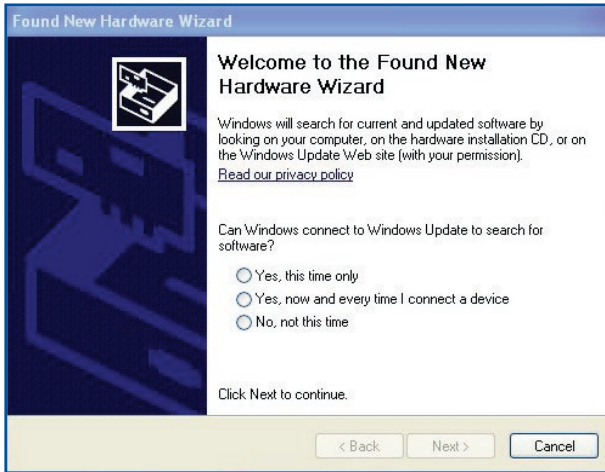 Found New Hardware Wizard
Welcome to the Found New
Hardware Wizard
Windows will search for current and updated software by
looking on your computer, on the hardware installation CD, or on
the Windows Update Web site (with your permission).
Read our privacy policy
Can Windows connect to Windows Update to search for
software?
Yes, this time only
Yes, now and every time I connect a device
No, not this time
Click Next to continue.
< Back Next > Cancel